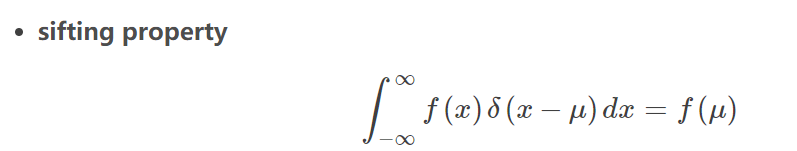 • sifting property
∫_{-∞}^{∞} f(x)δ(x − μ)dx = f(μ)